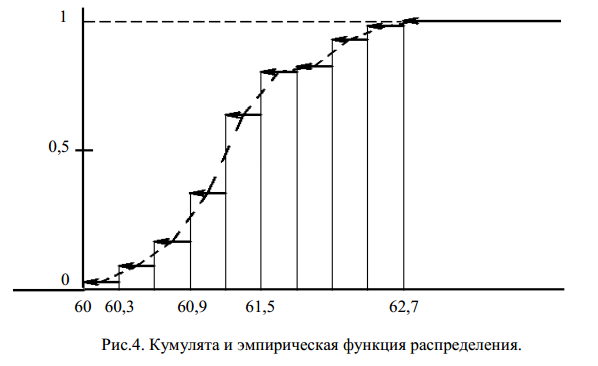 1
0,5
0
60 60,3 60,9 61,5 62,7
Рис.4. Кумулята и эмпирическая функция распределения.